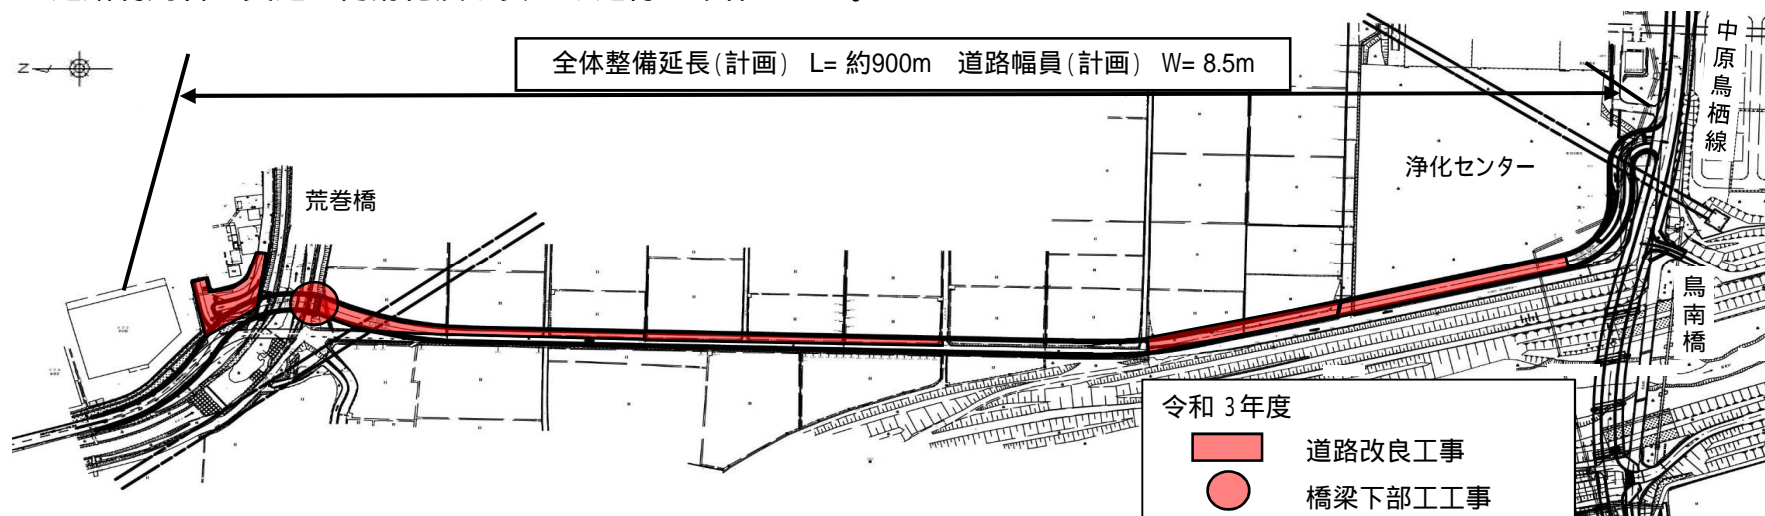 全体整備延長(計画) L= 約900m 道路幅員(計画) W= 8.5m
中原鳥栖線
荒巻橋
浄化センター
鳥南橋
令和 3年度
道路改良工事
橋梁下部工工事